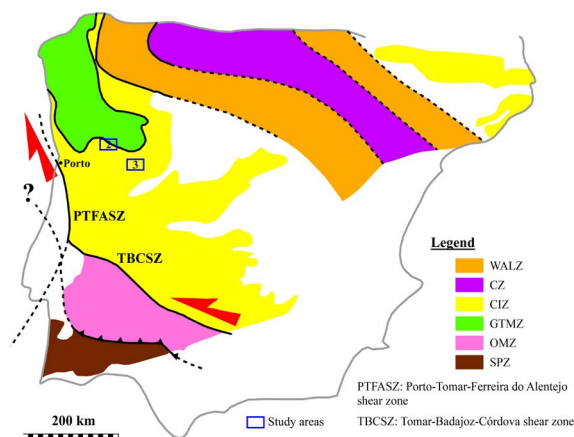 2
Porto
3
?
PTFASZ
TBCSZ
Legend
WALZ
CZ
CIZ
GTMZ
OMZ
SPZ
PTFASZ: Porto-Tomar-Ferreira do Alentejo
shear zone
200 km
Study areas
TBCSZ: Tomar-Badajoz-Córdova shear zone